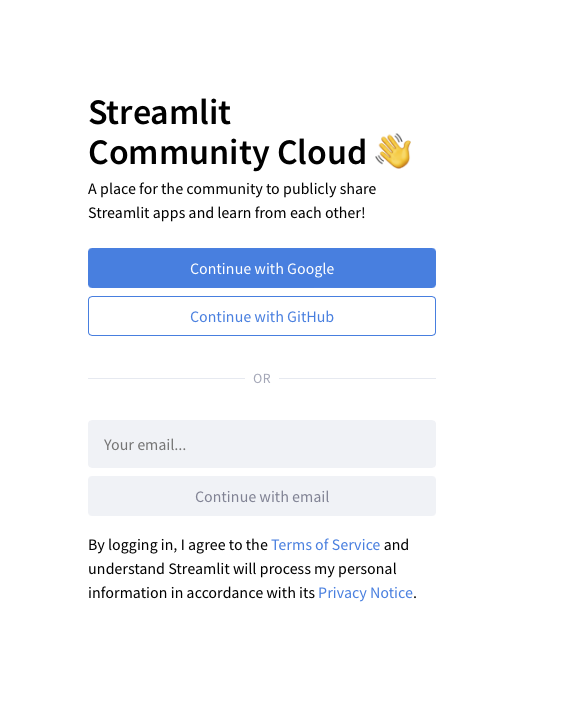 Streamlit
Community Cloud 👋
A place for the community to publicly share
Streamlit apps and learn from each other!
Continue with Google
Continue with GitHub
OR
Your email...
Continue with email
By logging in, I agree to the Terms of Service and
understand Streamlit will process my personal
information in accordance with its Privacy Notice.